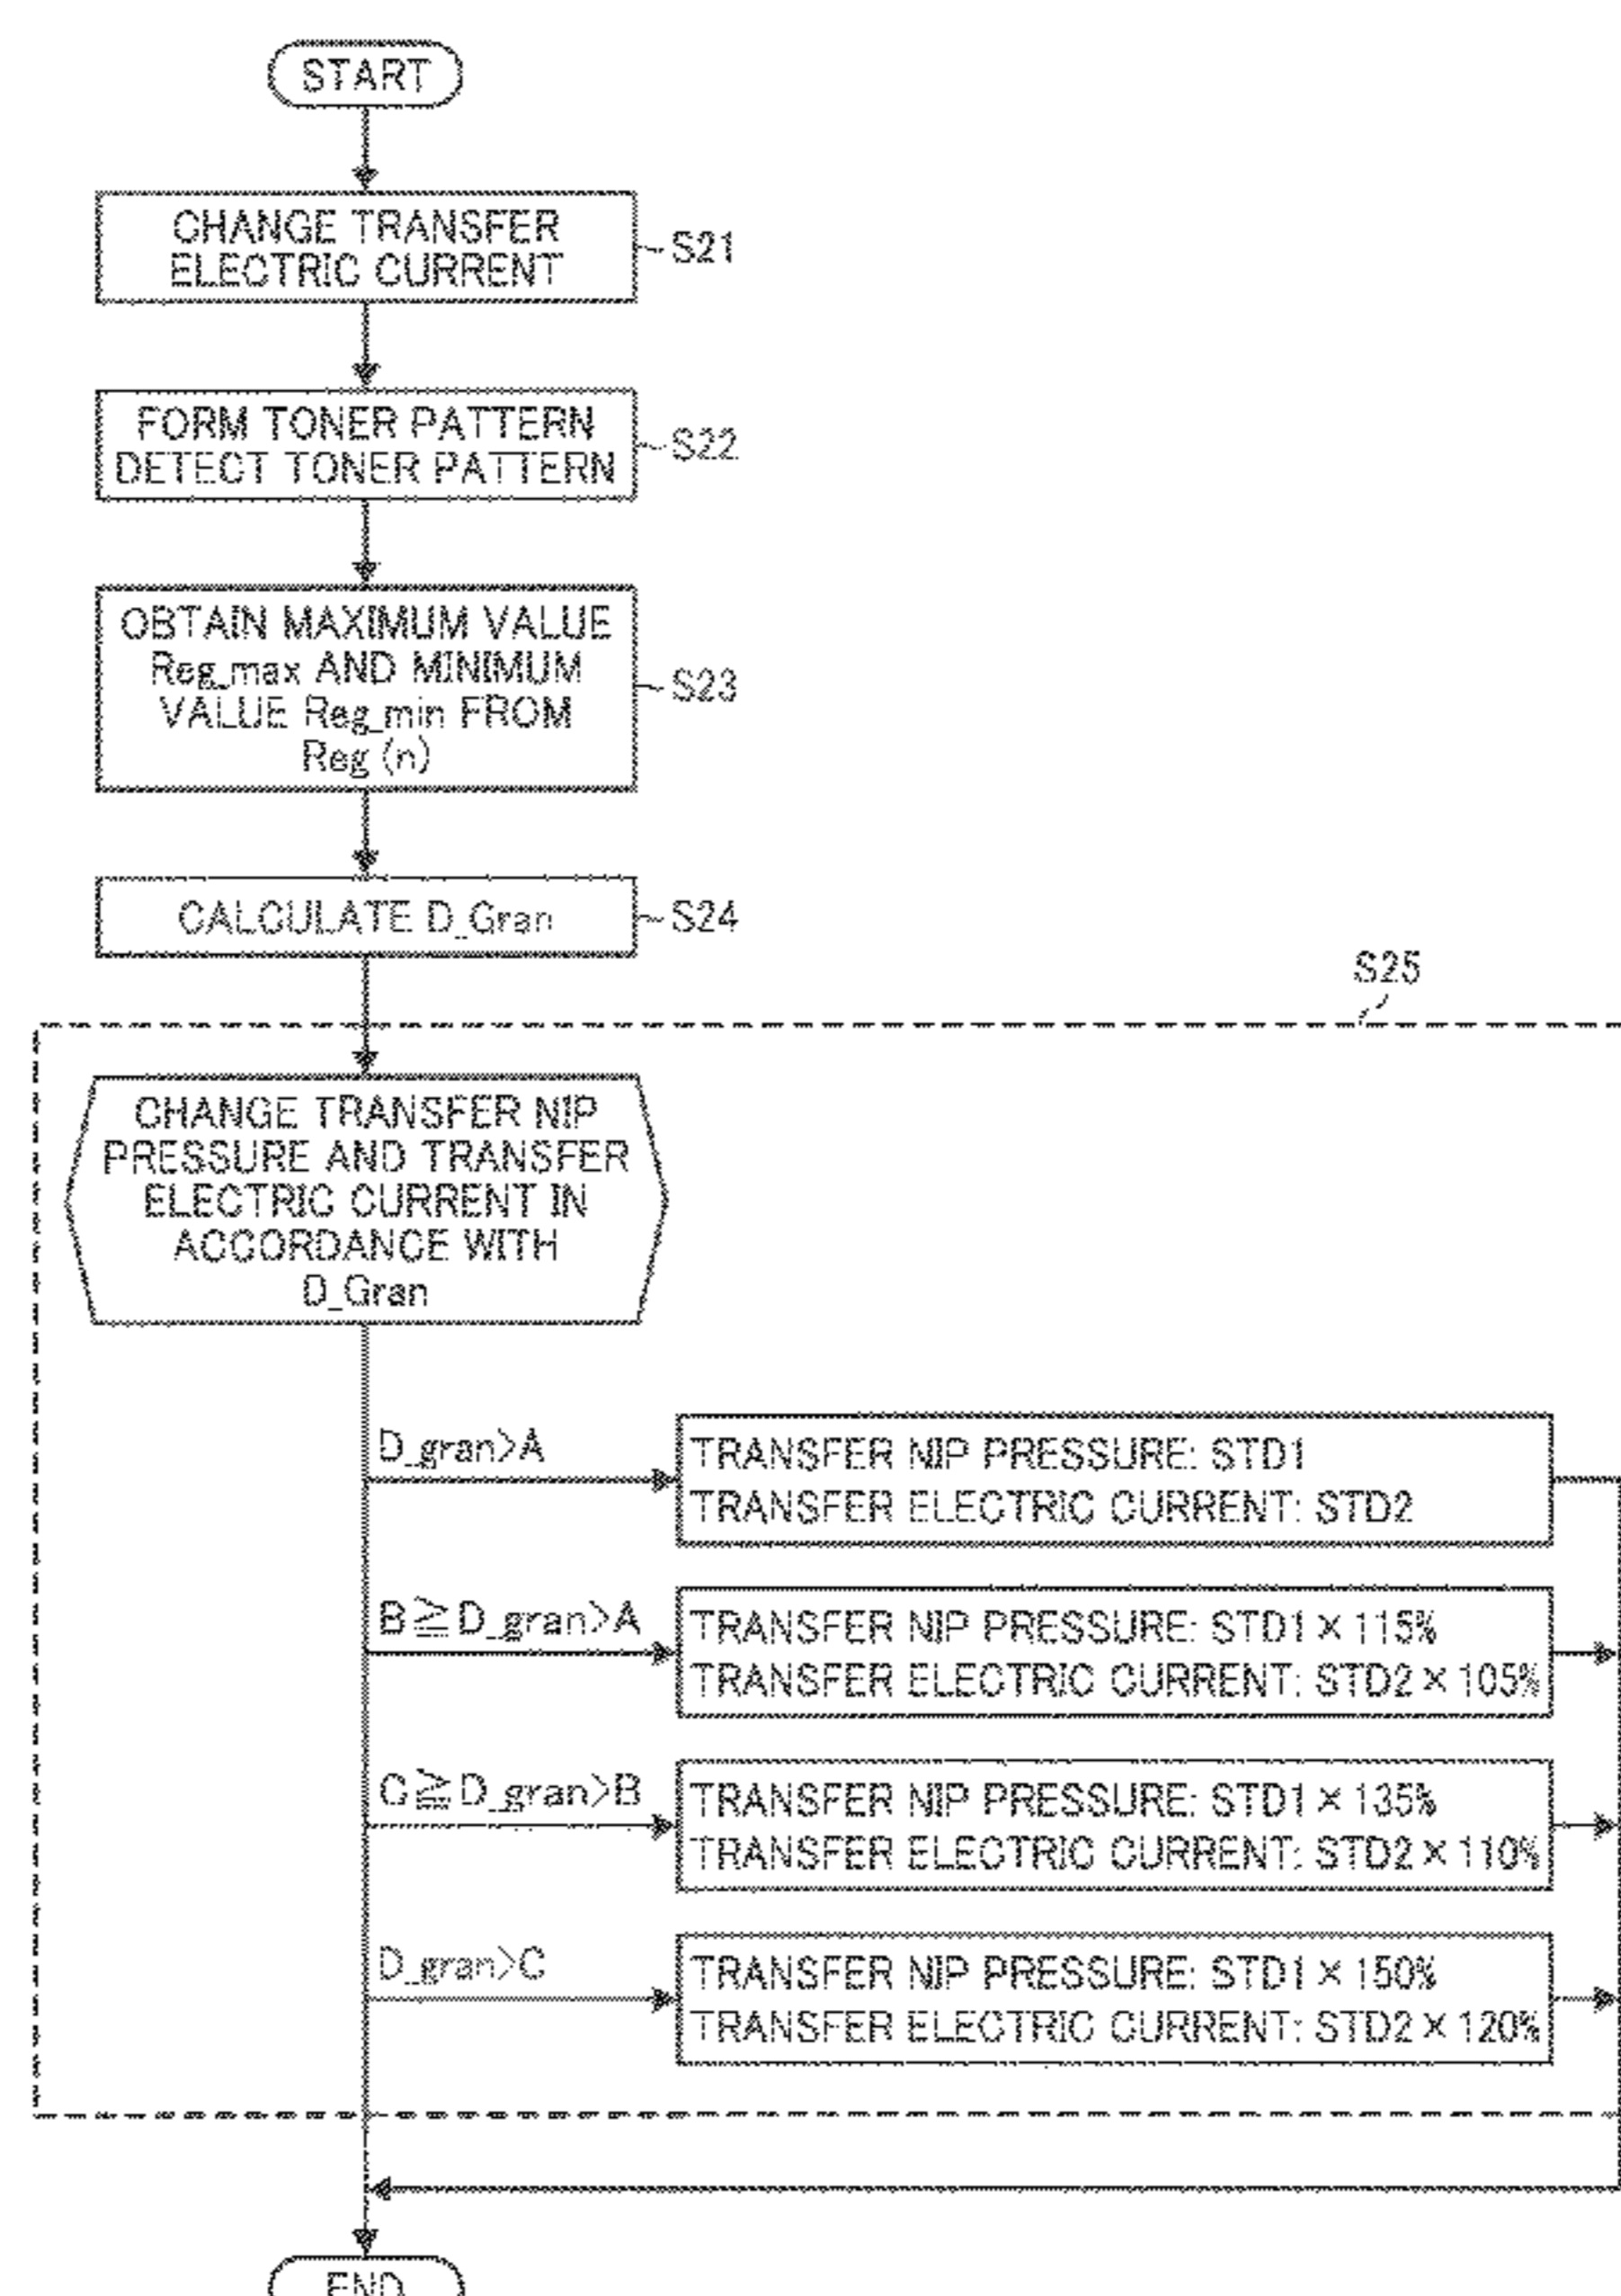 START
CHANGE TRANSFER
ELECTRIC CURRENT
S21
FORM TONER PATTERN
DETECT TONER PATTERN
S22
OBTAIN MAXIMUM VALUE
Reg_max AND MINIMUM
VALUE Reg_min FROM
Reg (n)
S23
CALCULATE D_Gran
S24
S25
CHANGE TRANSFER NIP
PRESSURE AND TRANSFER
ELECTRIC CURRENT IN
ACCORDANCE WITH
D_Gran
D_gran>A
TRANSFER NIP PRESSURE: STD1
TRANSFER ELECTRIC CURRENT: STD2
B≧D_gran>A
TRANSFER NIP PRESSURE: STD1 × 115%
TRANSFER ELECTRIC CURRENT: STD2 × 105%
C≧D_gran>B
TRANSFER NIP PRESSURE: STD1 × 135%
TRANSFER ELECTRIC CURRENT: STD2 × 110%
D_gran>C
TRANSFER NIP PRESSURE: STD1 × 150%
TRANSFER ELECTRIC CURRENT: STD2 × 120%
END